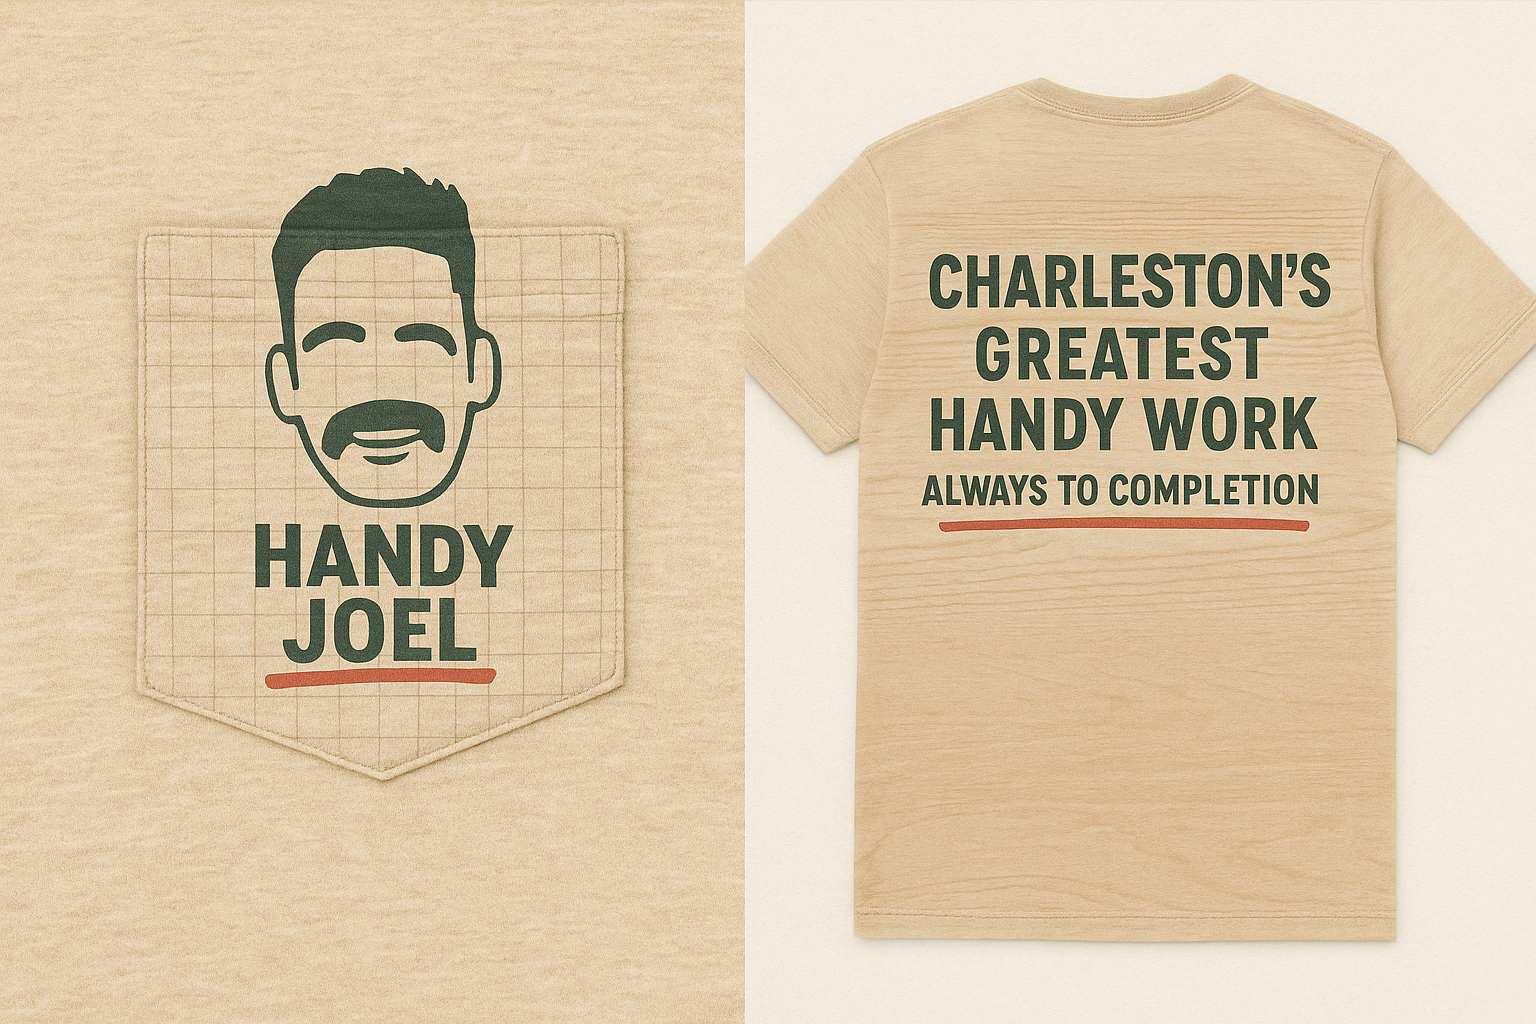 HANDY
JOEL
CHARLESTON'S
GREATEST
HANDY WORK
ALWAYS TO COMPLETION